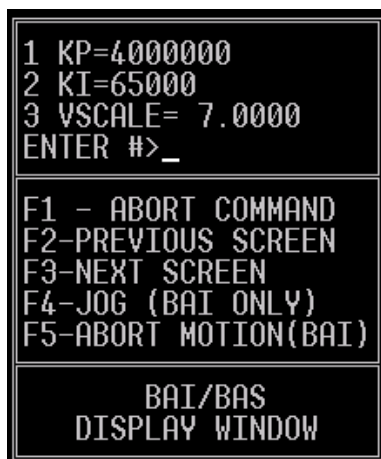 1 KP=4000000
2 KI=65000
3 VSCALE= 7.0000
ENTER #>_
F1 - ABORT COMMAND
F2-PREVIOUS SCREEN
F3-NEXT SCREEN
F4-JOG (BAI ONLY)
F5-ABORT MOTION(BAI)
BAI/BAS
DISPLAY WINDOW